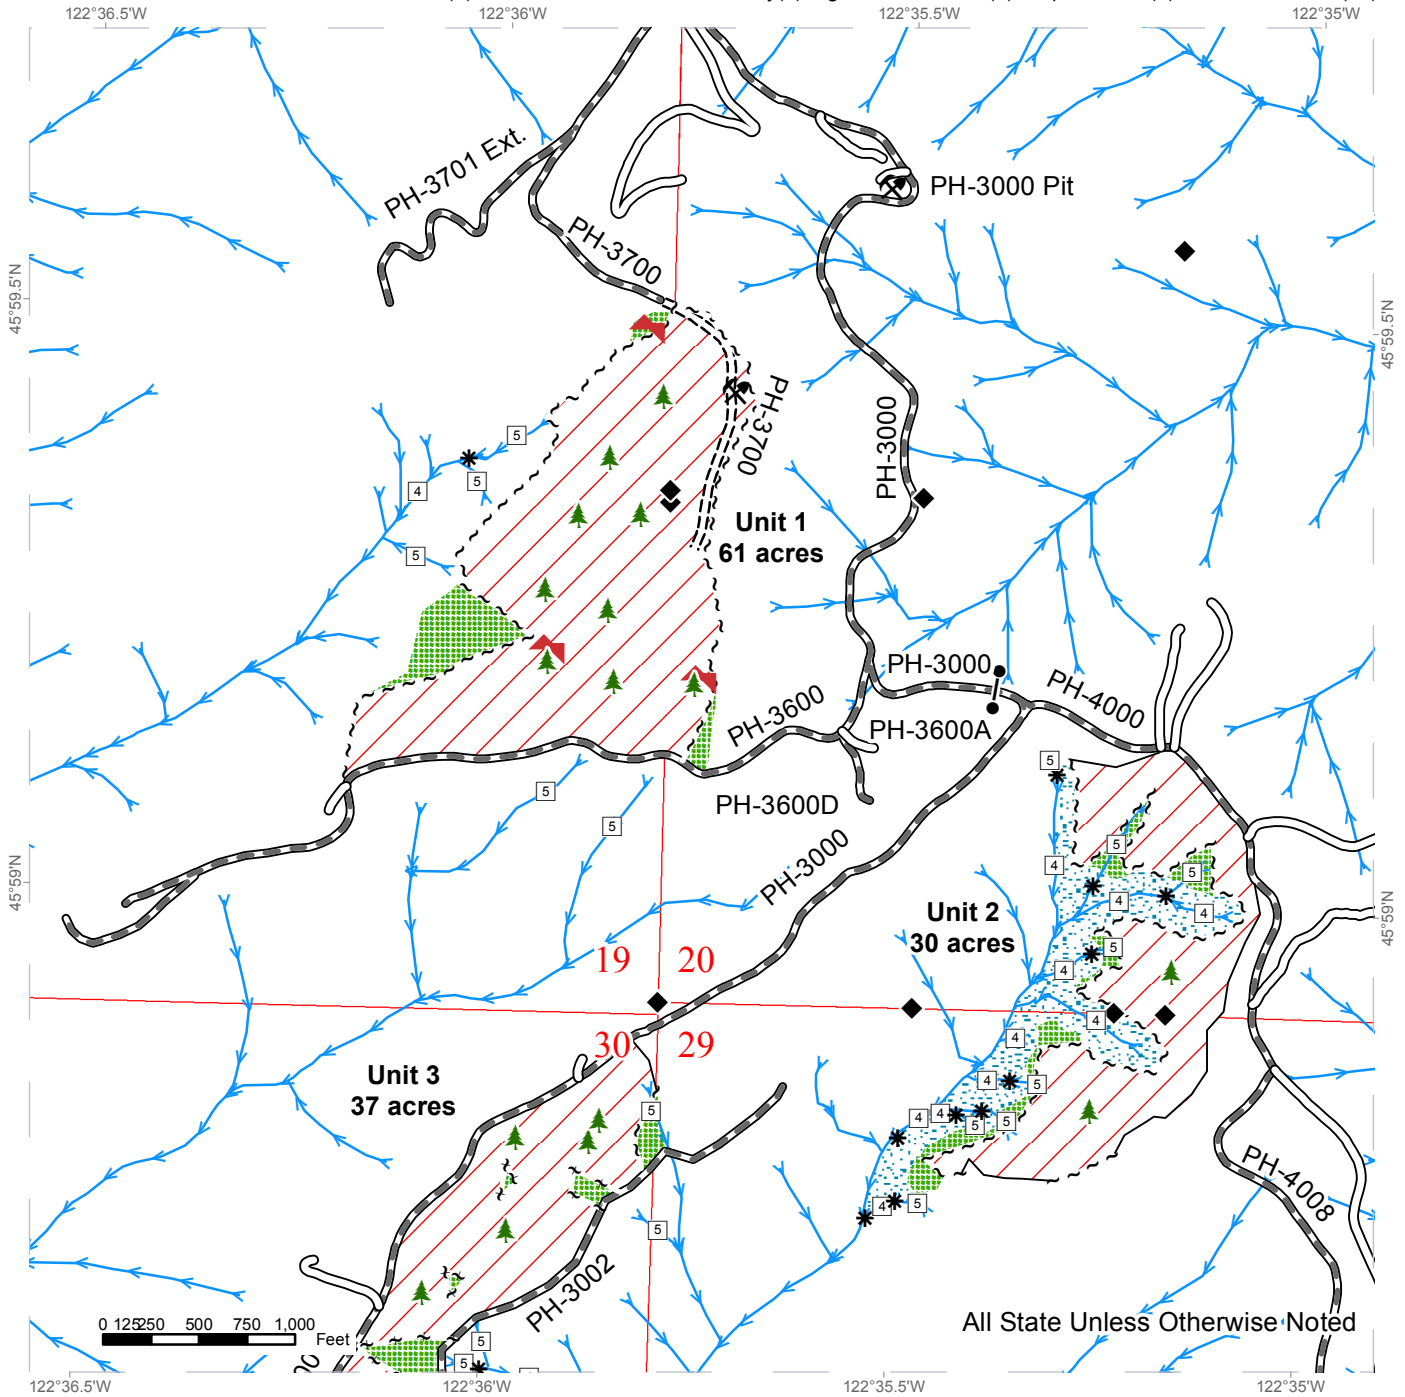 122°36.5'W
122°36'W
122°35.5'W
122°35'W
PH-3701 Ext.
PH-3000 Pit
PH-3700
45°59.5'N
45°59.5'N
PH-3700
PH-3000
5
5
4
Unit 1
61 acres
5
PH-3000
PH-4000
PH-3600
PH-3600A
5
5
PH-3600D
5
PH-3000
5
4
5
45°59'N
45°59'N
4
4
Unit 2
30 acres
5
19
20
4
4
4
30
29
Unit 3
37 acres
4
5
5
4
4
5
5
PH-4008
4
5
5
PH-3002
0 125250 500 750 1,000
Feet
All State Unless Otherwise Noted
5
5
00
122°36.5'W
122°36'W
122°35.5'W
122°35'W